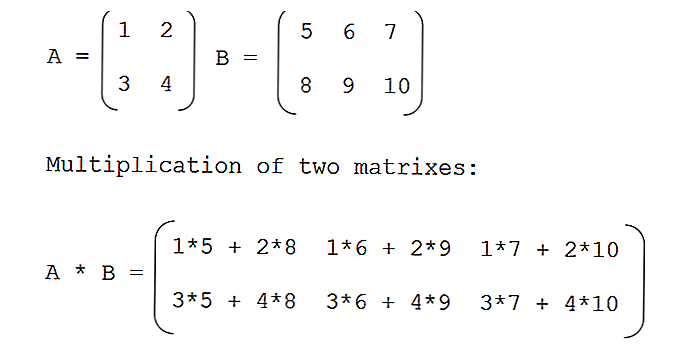 1 2
5 6 7
A =
B =
3 4
8 9 10
Multiplication of two matrixes:
1*5 + 2*8 1*6 + 2*9 1*7 + 2*10
A * B =
3*5 + 4*8 3*6 + 4*9 3*7 + 4*10